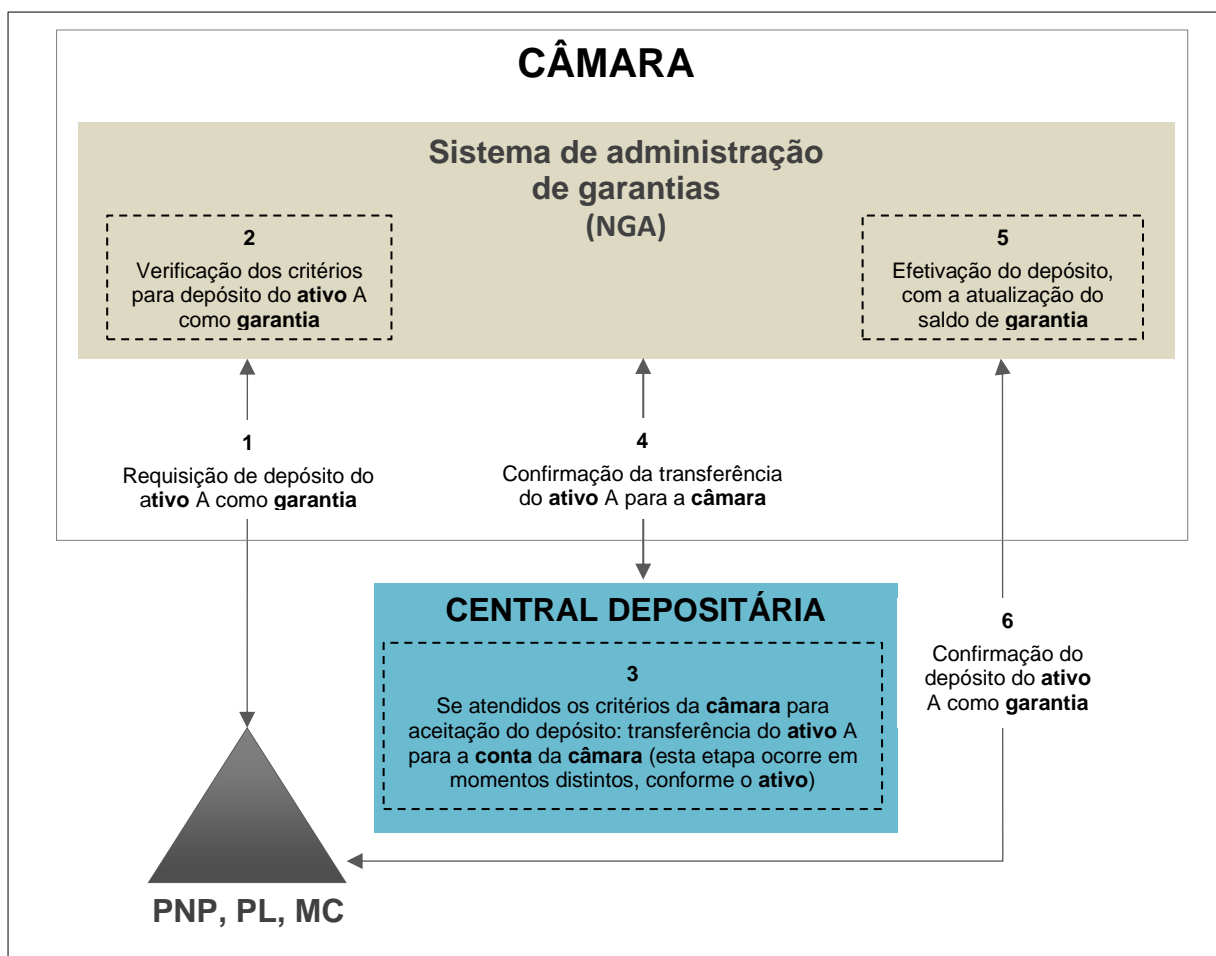 CÂMARA
Sistema de administração
de garantias
(NGA)
2
Verificação dos critérios
para depósito do ativo A
como garantia
5
Efetivação do depósito,
com a atualização do
saldo de garantia
1
Requisição de depósito do
ativo A como garantia
4
Confirmação da transferência
do ativo A para a câmara
CENTRAL DEPOSITÁRIA
3
Se atendidos os critérios da câmara para
aceitação do depósito: transferência do ativo A
para a conta da câmara (esta etapa ocorre em
momentos distintos, conforme o ativo)
6
Confirmação do
depósito do ativo
A como garantia
PNP, PL, MC